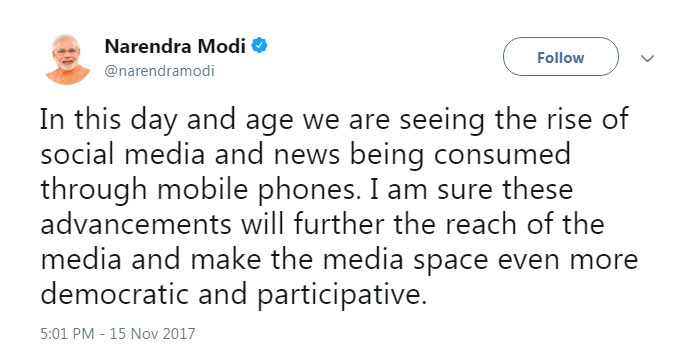 Narendra Modi
@narendramodi
Follow
In this day and age we are seeing the rise of
social media and news being consumed
through mobile phones. I am sure these
advancements will further the reach of the
media and make the media space even more
democratic and participative.
5:01 PM - 15 Nov 2017